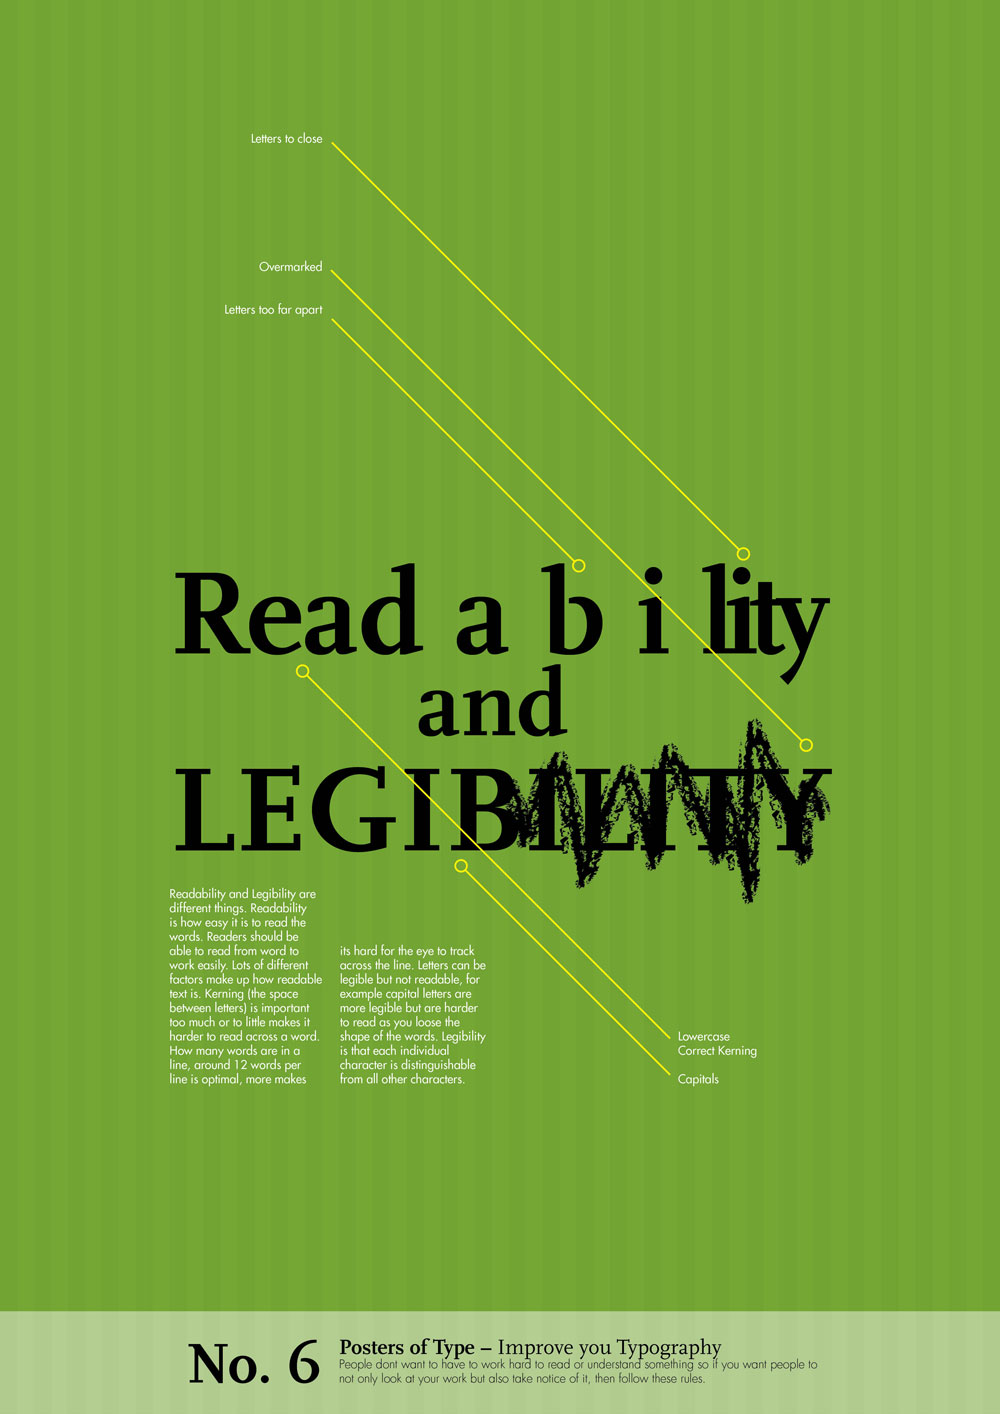 Letters to close
Overmarked
Letters too far apart
Read a b i lity
and
LEGIBILITY
Readability and Legibility are
different things. Readability
is how easy it is to read the
words. Readers should be
able to read from word to
work easily. Lots of different
factors make up how readable
text is. Kerning (the space
between letters) is important
too much or to little makes it
harder to read across a word.
How many words are in a
line, around 12 words per
line is optimal, more makes
its hard for the eye to track
across the line. Letters can be
legible but not readable, for
example capital letters are
more legible but are harder
to read as you loose the
shape of the words. Legibility
is that each individual
character is distinguishable
from all other characters.
Lowercase
Correct Kerning
Capitals
No. 6
Posters of Type – Improve you Typography
People dont want to have to work hard to read or understand something so if you want people to
not only look at your work but also take notice of it, then follow these rules.